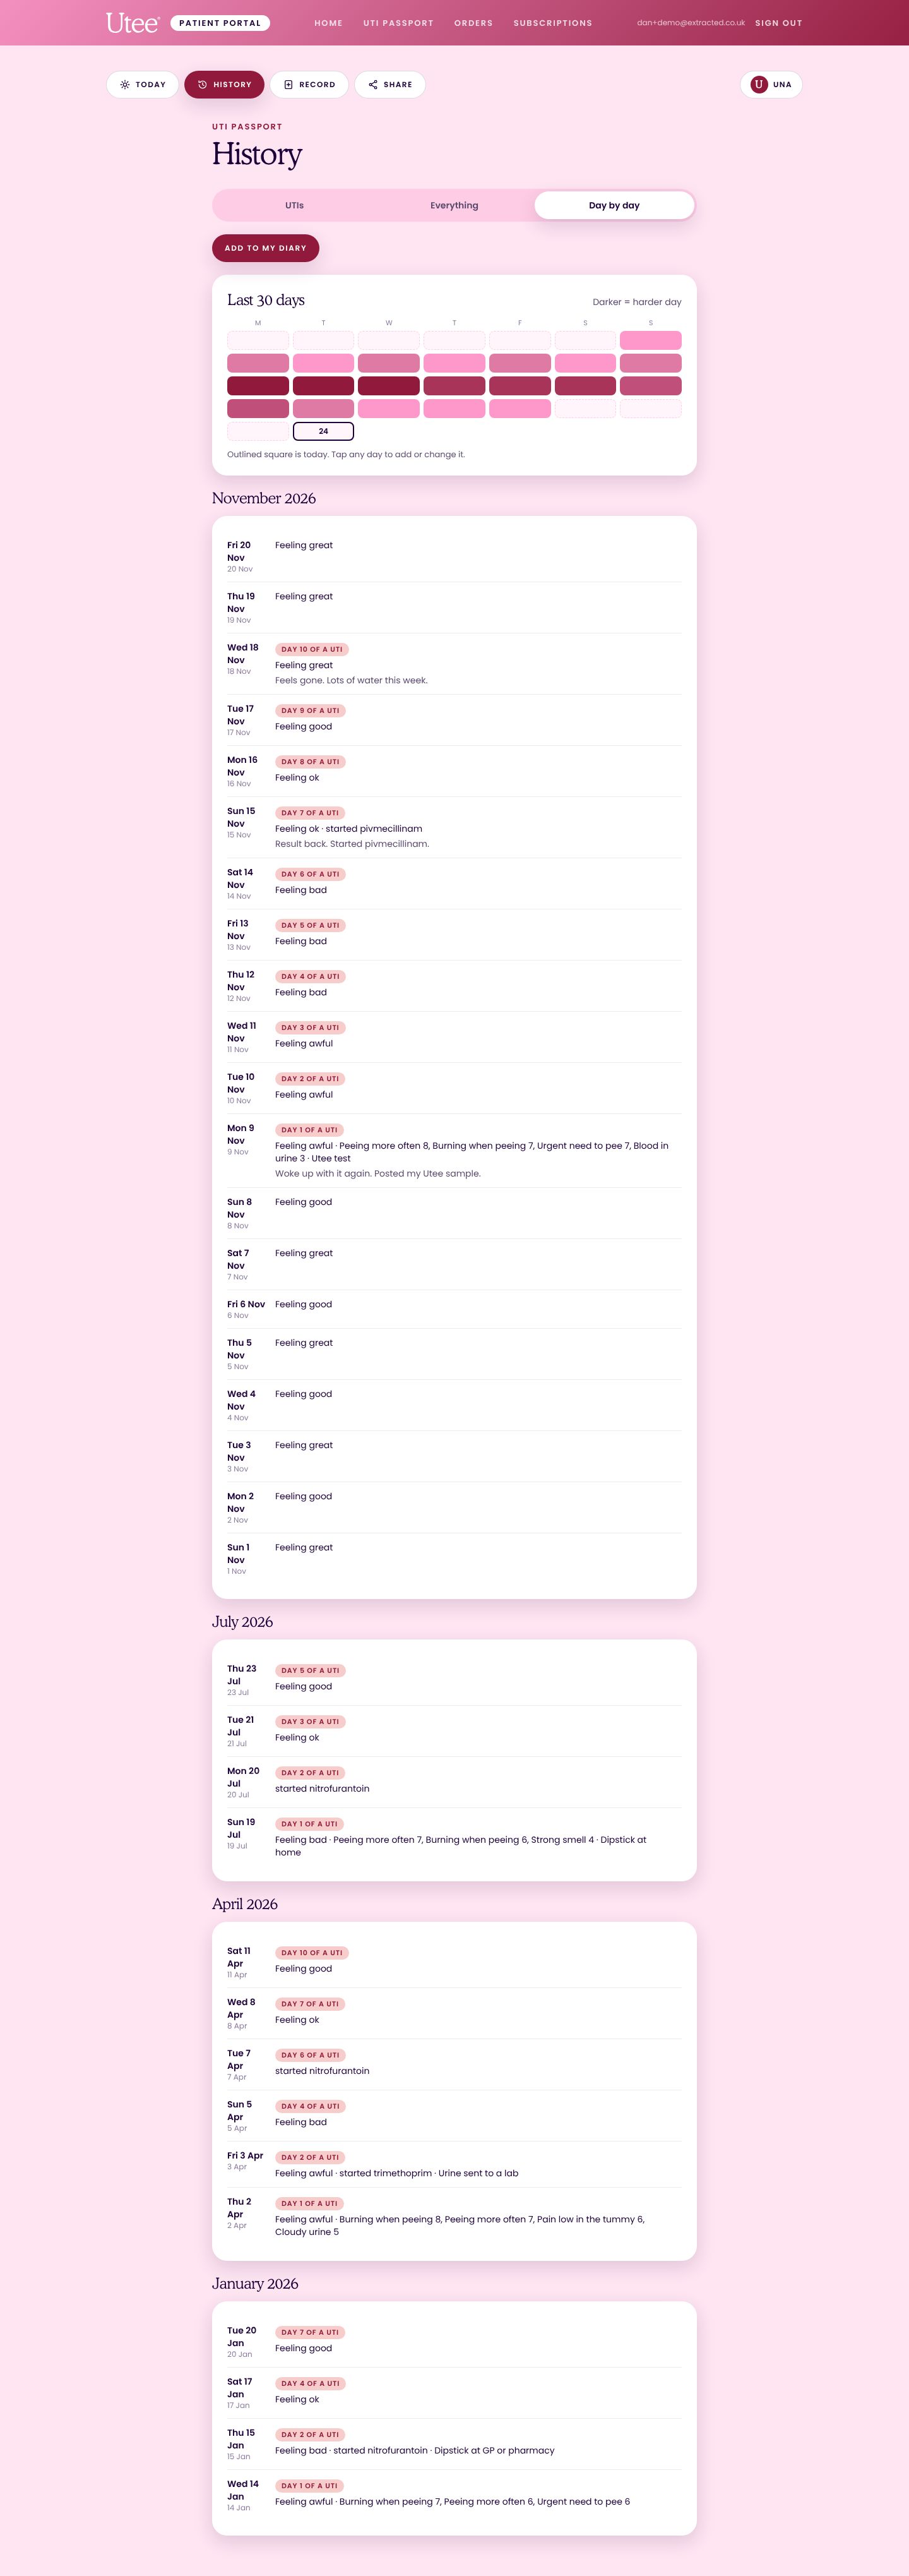 Utee PATIENT PORTAL HOME UTI PASSPORT ORDERS SUBSCRIPTIONS dan+demo@extracted.co.uk SIGN OUT
TODAY HISTORY RECORD SHARE U UNA
UTI PASSPORT
History
UTIs Everything Day by day
ADD TO MY DIARY
Last 30 days Darker = harder day
M T W T F S S
24
Outlined square is today. Tap any day to add or change it.
November 2026
Fri 20 Feeling great
Nov
20 Nov
Thu 19 Feeling great
Nov
19 Nov
Wed 18 DAY 10 OF A UTI
Nov Feeling great
18 Nov Feels gone. Lots of water this week.
Tue 17 DAY 9 OF A UTI
Nov Feeling good
17 Nov
Mon 16 DAY 8 OF A UTI
Nov Feeling ok
16 Nov
Sun 15 DAY 7 OF A UTI
Nov Feeling ok · started pivmecillinam
15 Nov Result back. Started pivmecillinam.
Sat 14 DAY 6 OF A UTI
Nov Feeling bad
14 Nov
Fri 13 DAY 5 OF A UTI
Nov Feeling bad
13 Nov
Thu 12 DAY 4 OF A UTI
Nov Feeling bad
12 Nov
Wed 11 DAY 3 OF A UTI
Nov Feeling awful
11 Nov
Tue 10 DAY 2 OF A UTI
Nov Feeling awful
10 Nov
Mon 9 DAY 1 OF A UTI
Nov Feeling awful · Peeing more often 8, Burning when peeing 7, Urgent need to pee 7, Blood in
9 Nov urine 3 · Utee test
Woke up with it again. Posted my Utee sample.
Sun 8 Feeling good
Nov
8 Nov
Sat 7 Feeling great
Nov
7 Nov
Fri 6 Nov Feeling good
6 Nov
Thu 5 Feeling great
Nov
5 Nov
Wed 4 Feeling good
Nov
4 Nov
Tue 3 Feeling great
Nov
3 Nov
Mon 2 Feeling good
Nov
2 Nov
Sun 1 Feeling great
Nov
1 Nov
July 2026
Thu 23 DAY 5 OF A UTI
Jul Feeling good
23 Jul
Tue 21 DAY 3 OF A UTI
Jul Feeling ok
21 Jul
Mon 20 DAY 2 OF A UTI
Jul started nitrofurantoin
20 Jul
Sun 19 DAY 1 OF A UTI
Jul Feeling bad · Peeing more often 7, Burning when peeing 6, Strong smell 4 · Dipstick at
19 Jul home
April 2026
Sat 11 DAY 10 OF A UTI
Apr Feeling good
11 Apr
Wed 8 DAY 7 OF A UTI
Apr Feeling ok
8 Apr
Tue 7 DAY 6 OF A UTI
Apr started nitrofurantoin
7 Apr
Sun 5 DAY 4 OF A UTI
Apr Feeling bad
5 Apr
Fri 3 Apr DAY 2 OF A UTI
3 Apr Feeling awful · started trimethoprim · Urine sent to a lab
Thu 2 DAY 1 OF A UTI
Apr Feeling awful · Burning when peeing 8, Peeing more often 7, Pain low in the tummy 6,
2 Apr Cloudy urine 5
January 2026
Tue 20 DAY 7 OF A UTI
Jan Feeling good
20 Jan
Sat 17 DAY 4 OF A UTI
Jan Feeling ok
17 Jan
Thu 15 DAY 2 OF A UTI
Jan Feeling bad · started nitrofurantoin · Dipstick at GP or pharmacy
15 Jan
Wed 14 DAY 1 OF A UTI
Jan Feeling awful · Burning when peeing 7, Peeing more often 6, Urgent need to pee 6
14 Jan